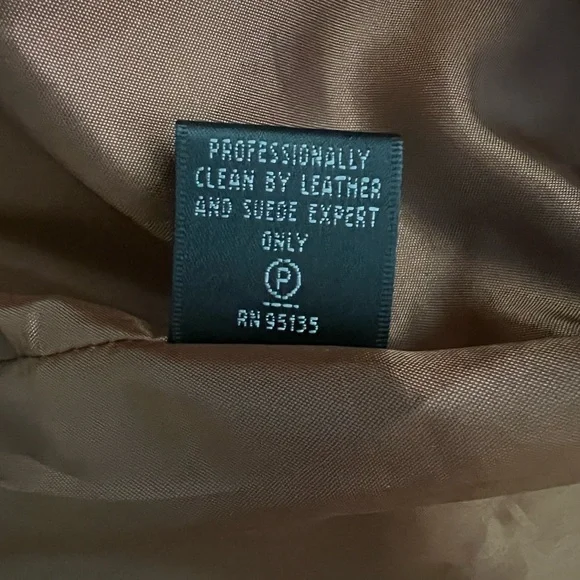 PROFESSIONALLY
CLEAN BY LEATHER
AND SUEDE EXPERT
ONLY
P
RN 95135